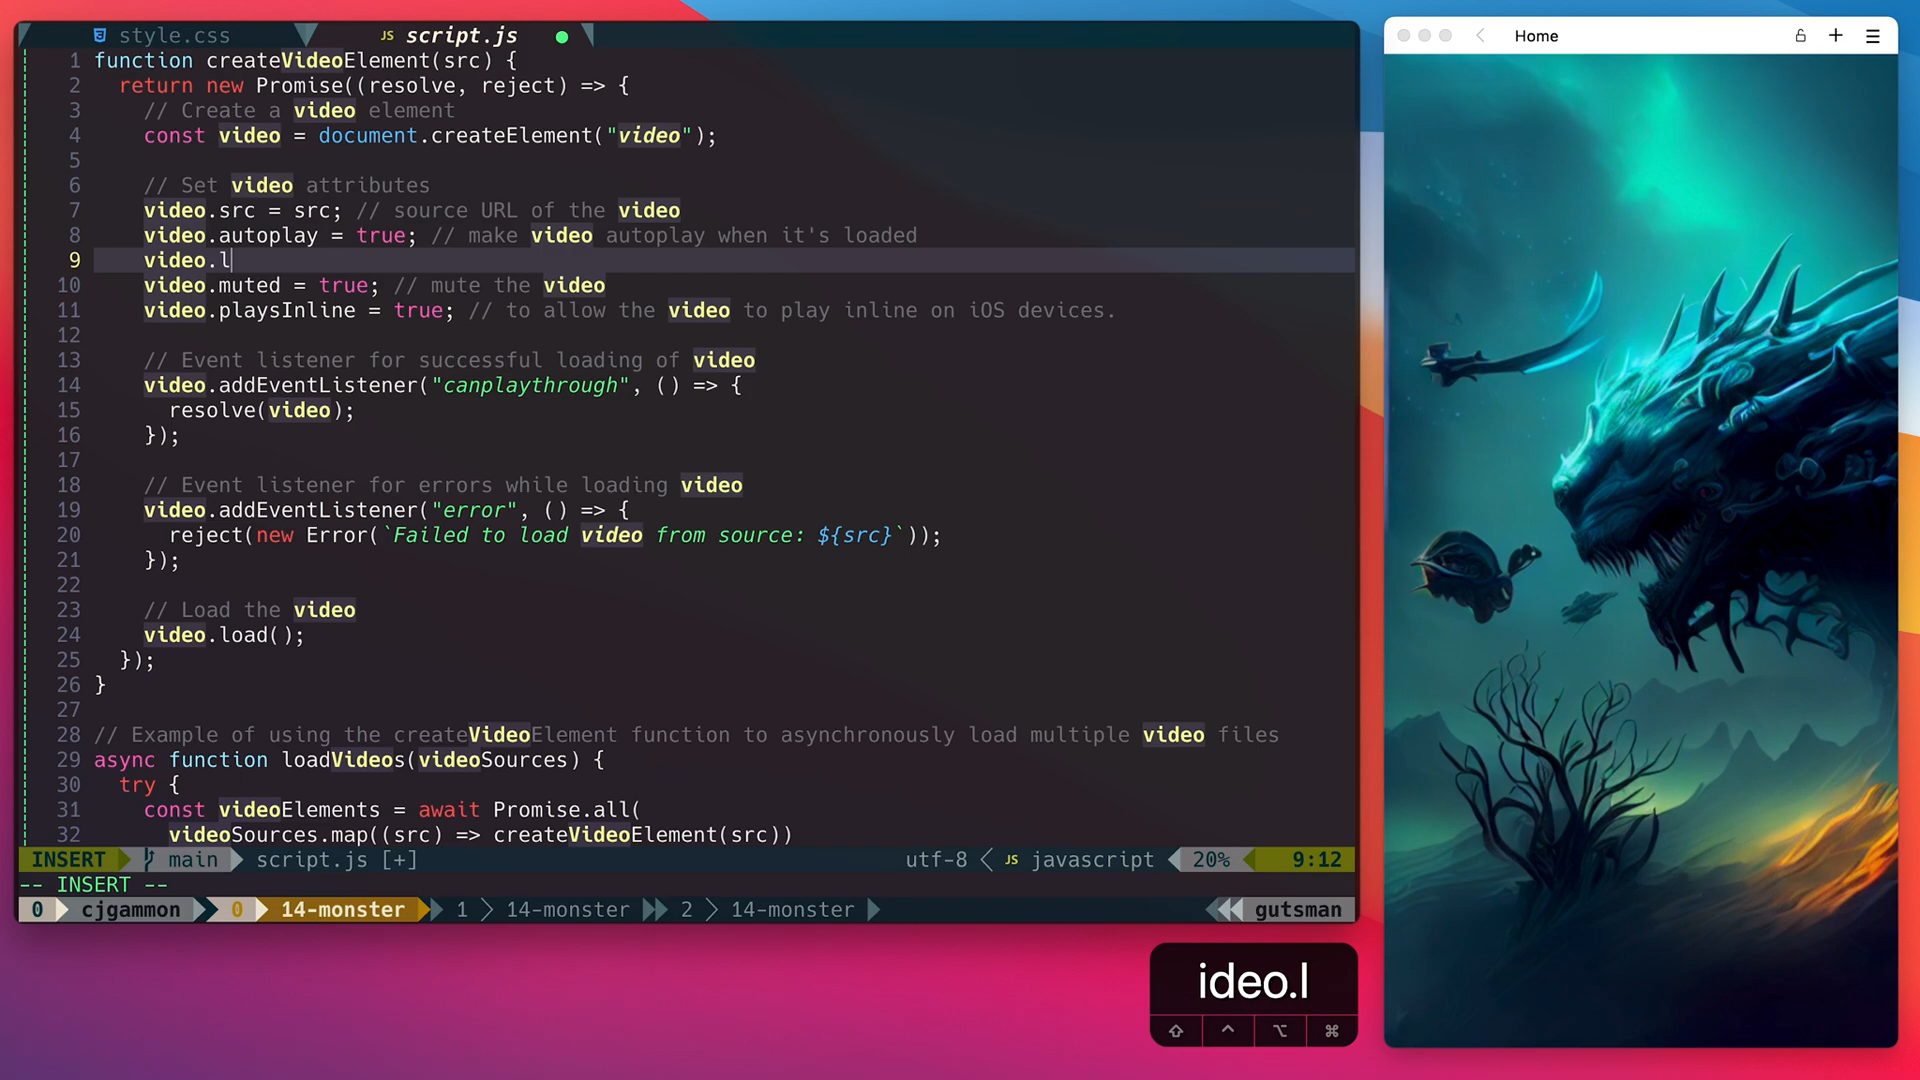 style.css
JS script.js
1 function createVideoElement(src) {
2 return new Promise((resolve, reject) => {
3 // Create a video element
4 const video = document.createElement("video");
5
6 // Set video attributes
7 video.src = src; // source URL of the video
8 video.autoplay = true; // make video autoplay when it's loaded
9 video.l
10 video.muted = true; // mute the video
11 video.playsInline = true; // to allow the video to play inline on iOS devices.
12
13 // Event listener for successful loading of video
14 video.addEventListener("canplaythrough", () => {
15 resolve(video);
16 });
17
18 // Event listener for errors while loading video
19 video.addEventListener("error", () => {
20 reject(new Error(`Failed to load video from source: ${src}`));
21 });
22
23 // Load the video
24 video.load();
25 });
26 }
27
28 // Example of using the createVideoElement function to asynchronously load multiple video files
29 async function loadVideos(videoSources) {
30 try {
31 const videoElements = await Promise.all(
32 videoSources.map((src) => createVideoElement(src))
INSERT main script.js [+] utf-8 JS javascript 20% 9:12
-- INSERT --
0 cjgammon 0 14-monster 1 14-monster 2 14-monster gutsman
Home
ideo.l